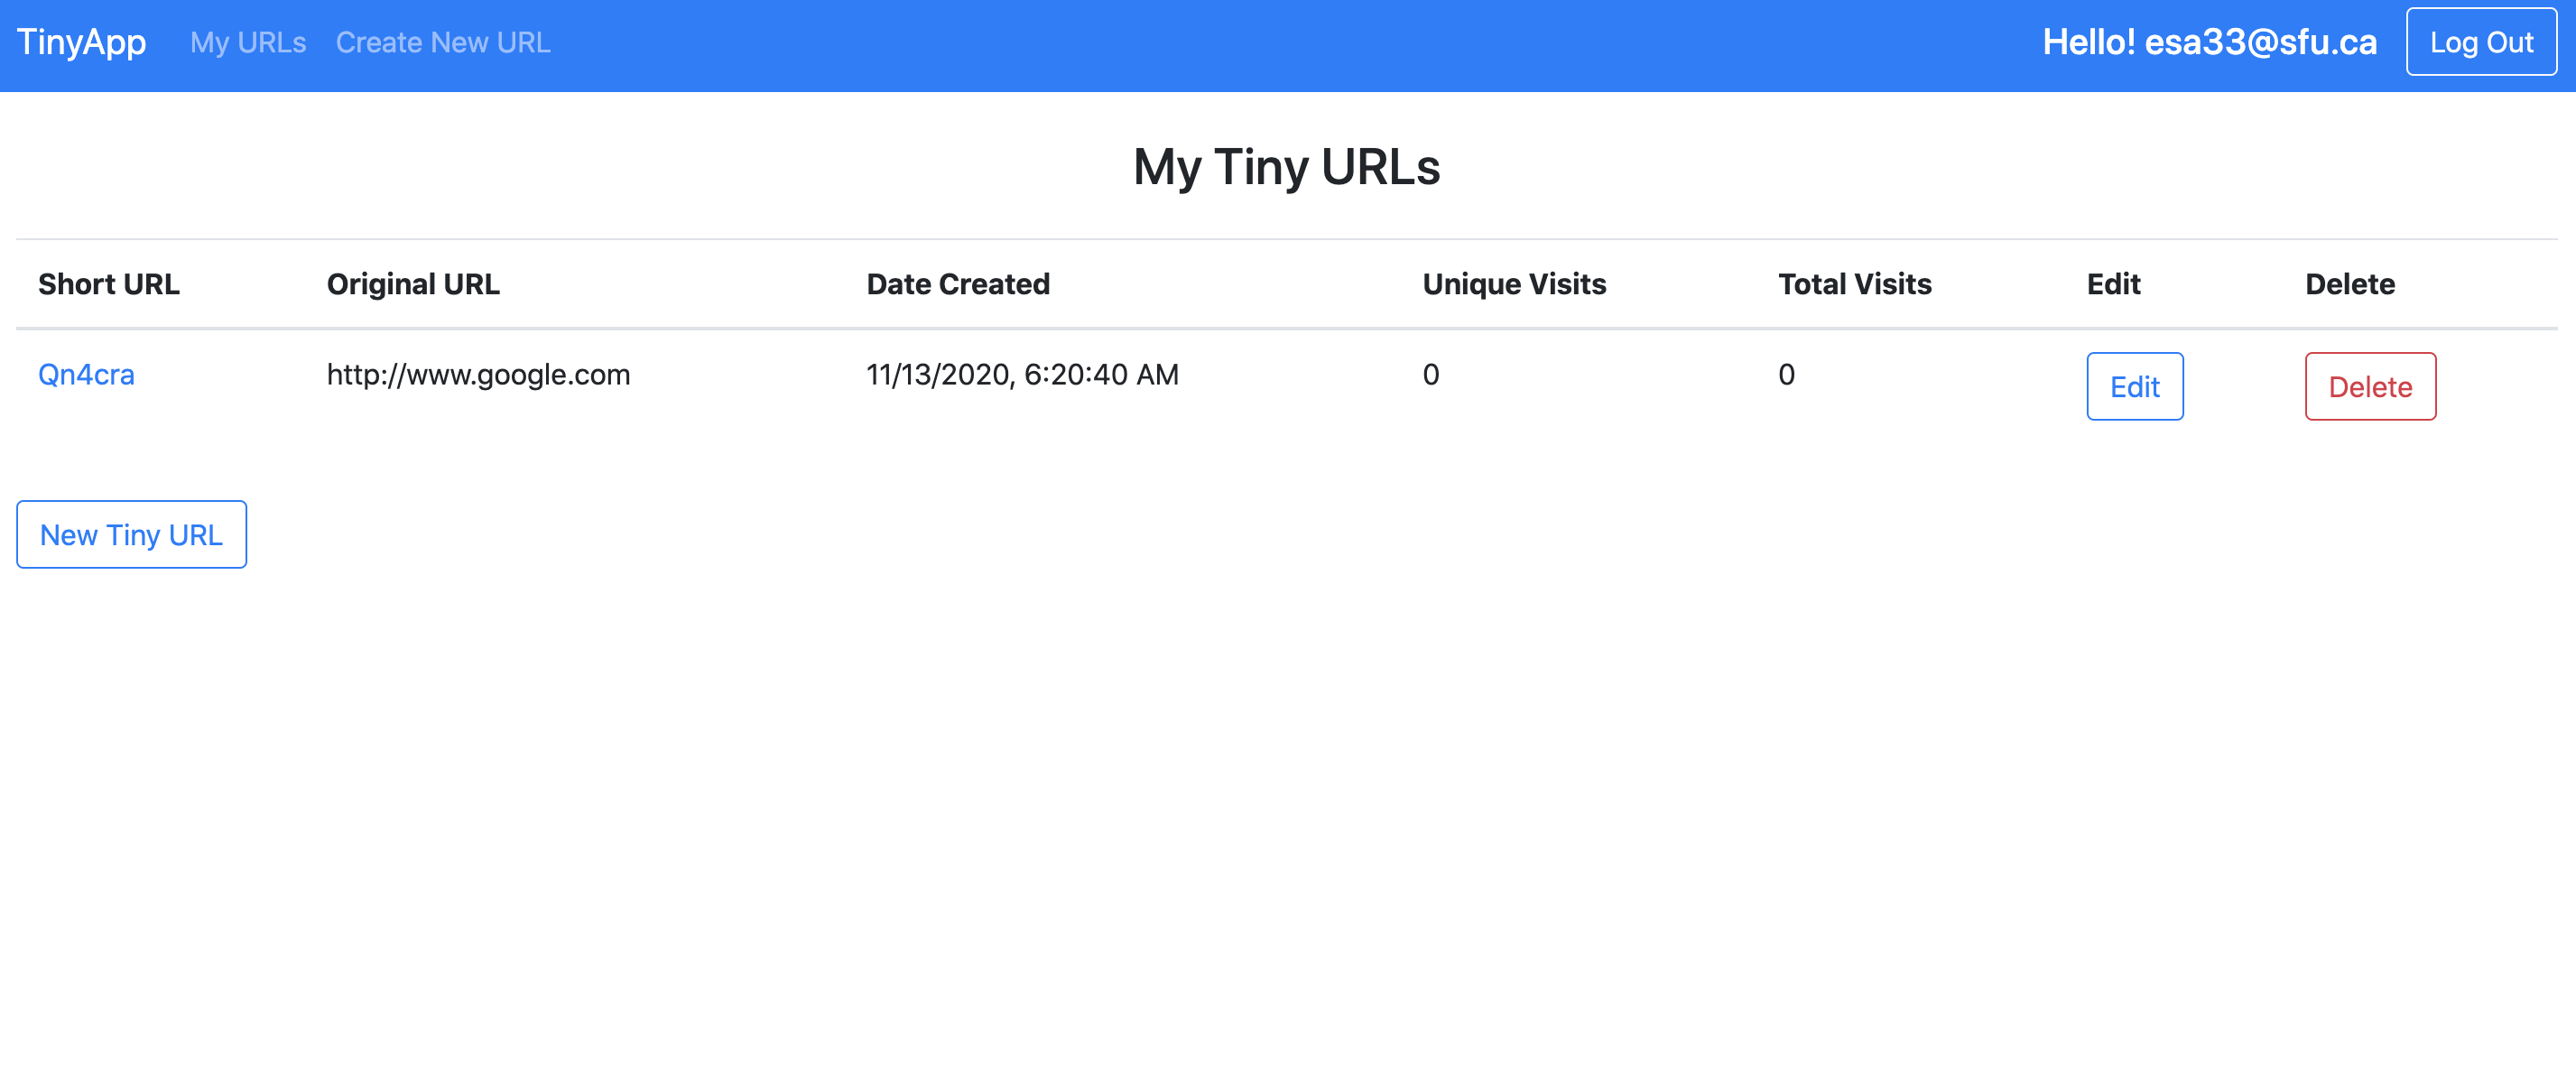 TinyApp My URLs Create New URL Hello! esa33@sfu.ca Log Out
My Tiny URLs
Short URL Original URL Date Created Unique Visits Total Visits Edit Delete
Qn4cra http://www.google.com 11/13/2020, 6:20:40 AM 0 0 Edit Delete
New Tiny URL